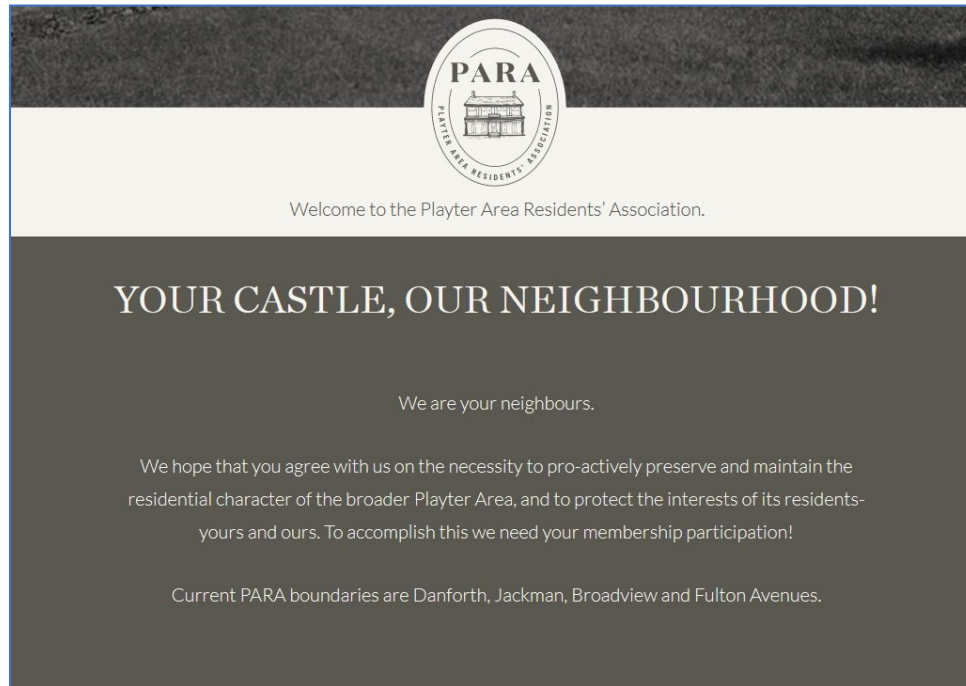 PARA
PLAYTER AREA RESIDENTS' ASSOCIATION
Welcome to the Playter Area Residents' Association.
YOUR CASTLE, OUR NEIGHBOURHOOD!
We are your neighbours.
We hope that you agree with us on the necessity to pro-actively preserve and maintain the
residential character of the broader Playter Area, and to protect the interests of its residents-
yours and ours. To accomplish this we need your membership participation!
Current PARA boundaries are Danforth, Jackman, Broadview and Fulton Avenues.